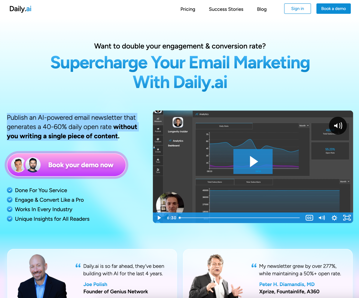 Daily.ai
Pricing
Success Stories
Blog
Sign in
Book a demo
Want to double your engagement & conversion rate?
Supercharge Your Email Marketing
With Daily.ai
Publish an AI-powered email newsletter that
generates a 40-60% daily open rate without
you writing a single piece of content.
Book your demo now
Done For You Service
Engage & Convert Like a Pro
Works In Every Industry
Unique Insights for All Readers
Daily.ai is so far ahead, they've been
building with AI for the last 4 years.
Joe Polish
Founder of Genius Network
My newsletter grew by over 277%,
while maintaining a 50%+ open rate.
Peter H. Diamandis, MD
Xprize, Fountainlife, A360